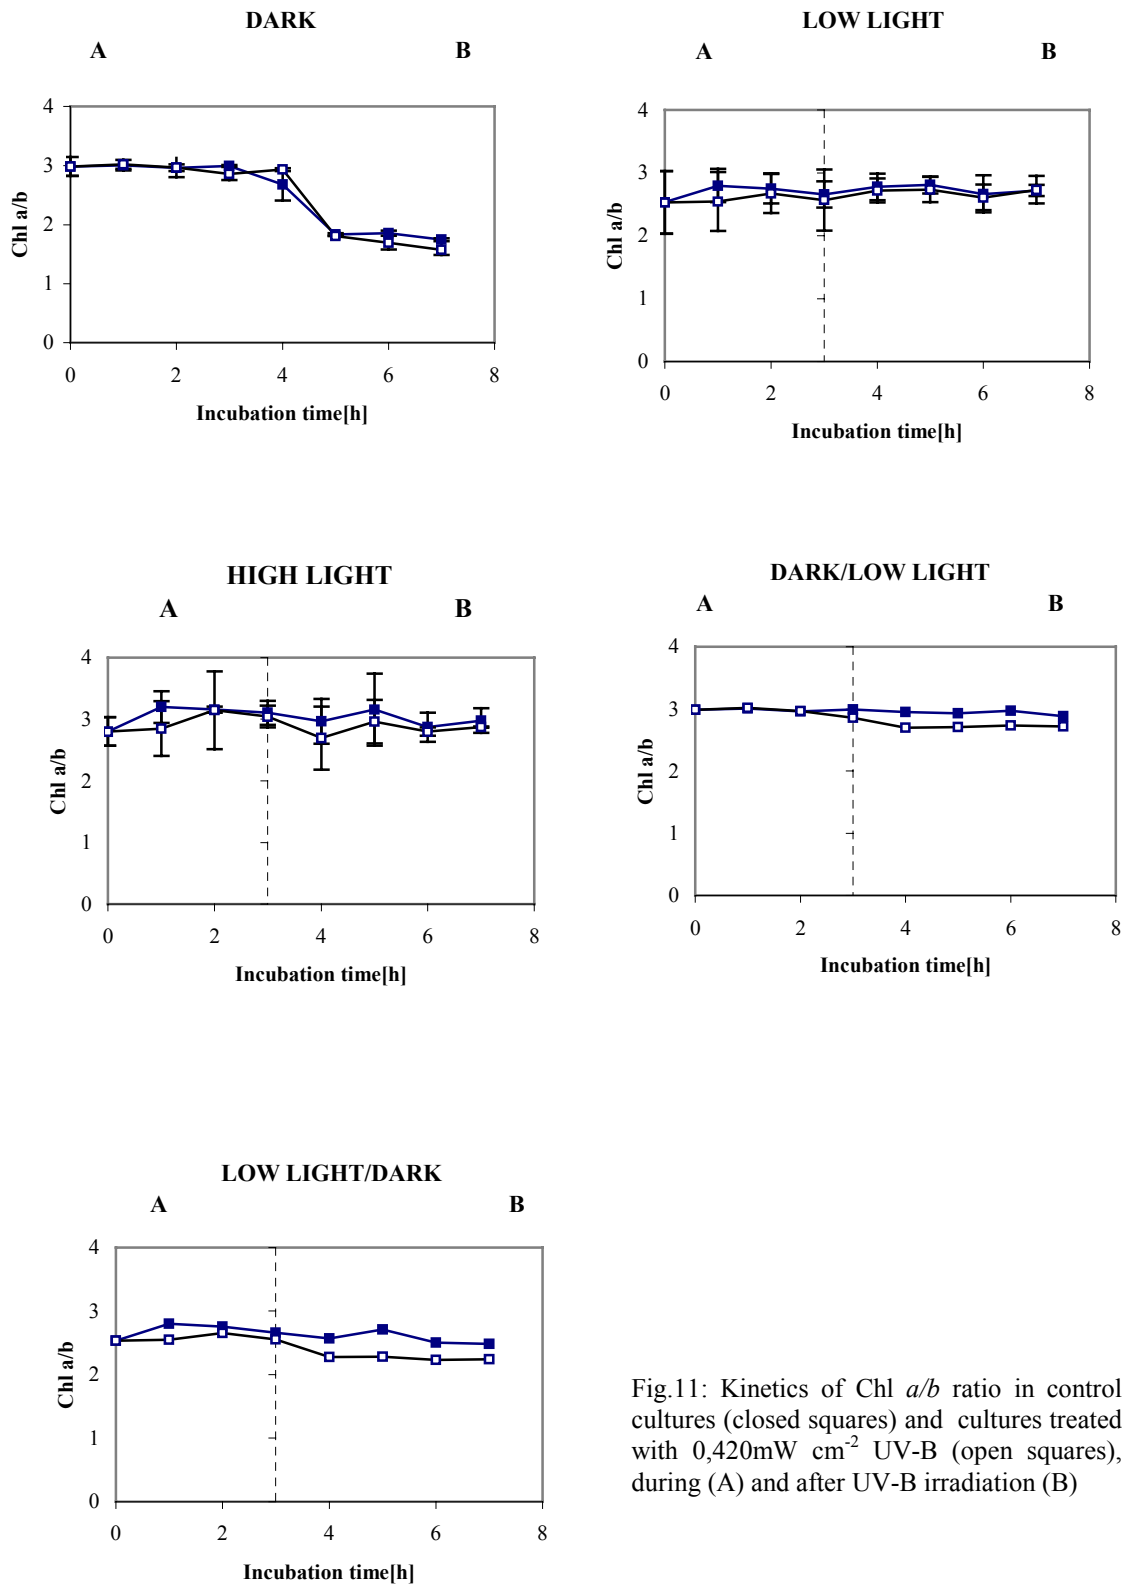 DARK
A B
4
3
2
1
0
Chl a/b
0 2 4 6 8
Incubation time[h]
LOW LIGHT
A B
4
3
2
1
0
Chl a/b
0 2 4 6 8
Incubation time[h]
HIGH LIGHT
A B
4
3
2
1
0
Chl a/b
0 2 4 6 8
Incubation time[h]
DARK/LOW LIGHT
A B
4
3
2
1
0
Chl a/b
0 2 4 6 8
Incubation time[h]
LOW LIGHT/DARK
A B
4
3
2
1
0
Chl a/b
0 2 4 6 8
Incubation time[h]
Fig.11: Kinetics of Chl a/b ratio in control
cultures (closed squares) and cultures treated
with 0,420mW cm-2 UV-B (open squares),
during (A) and after UV-B irradiation (B)